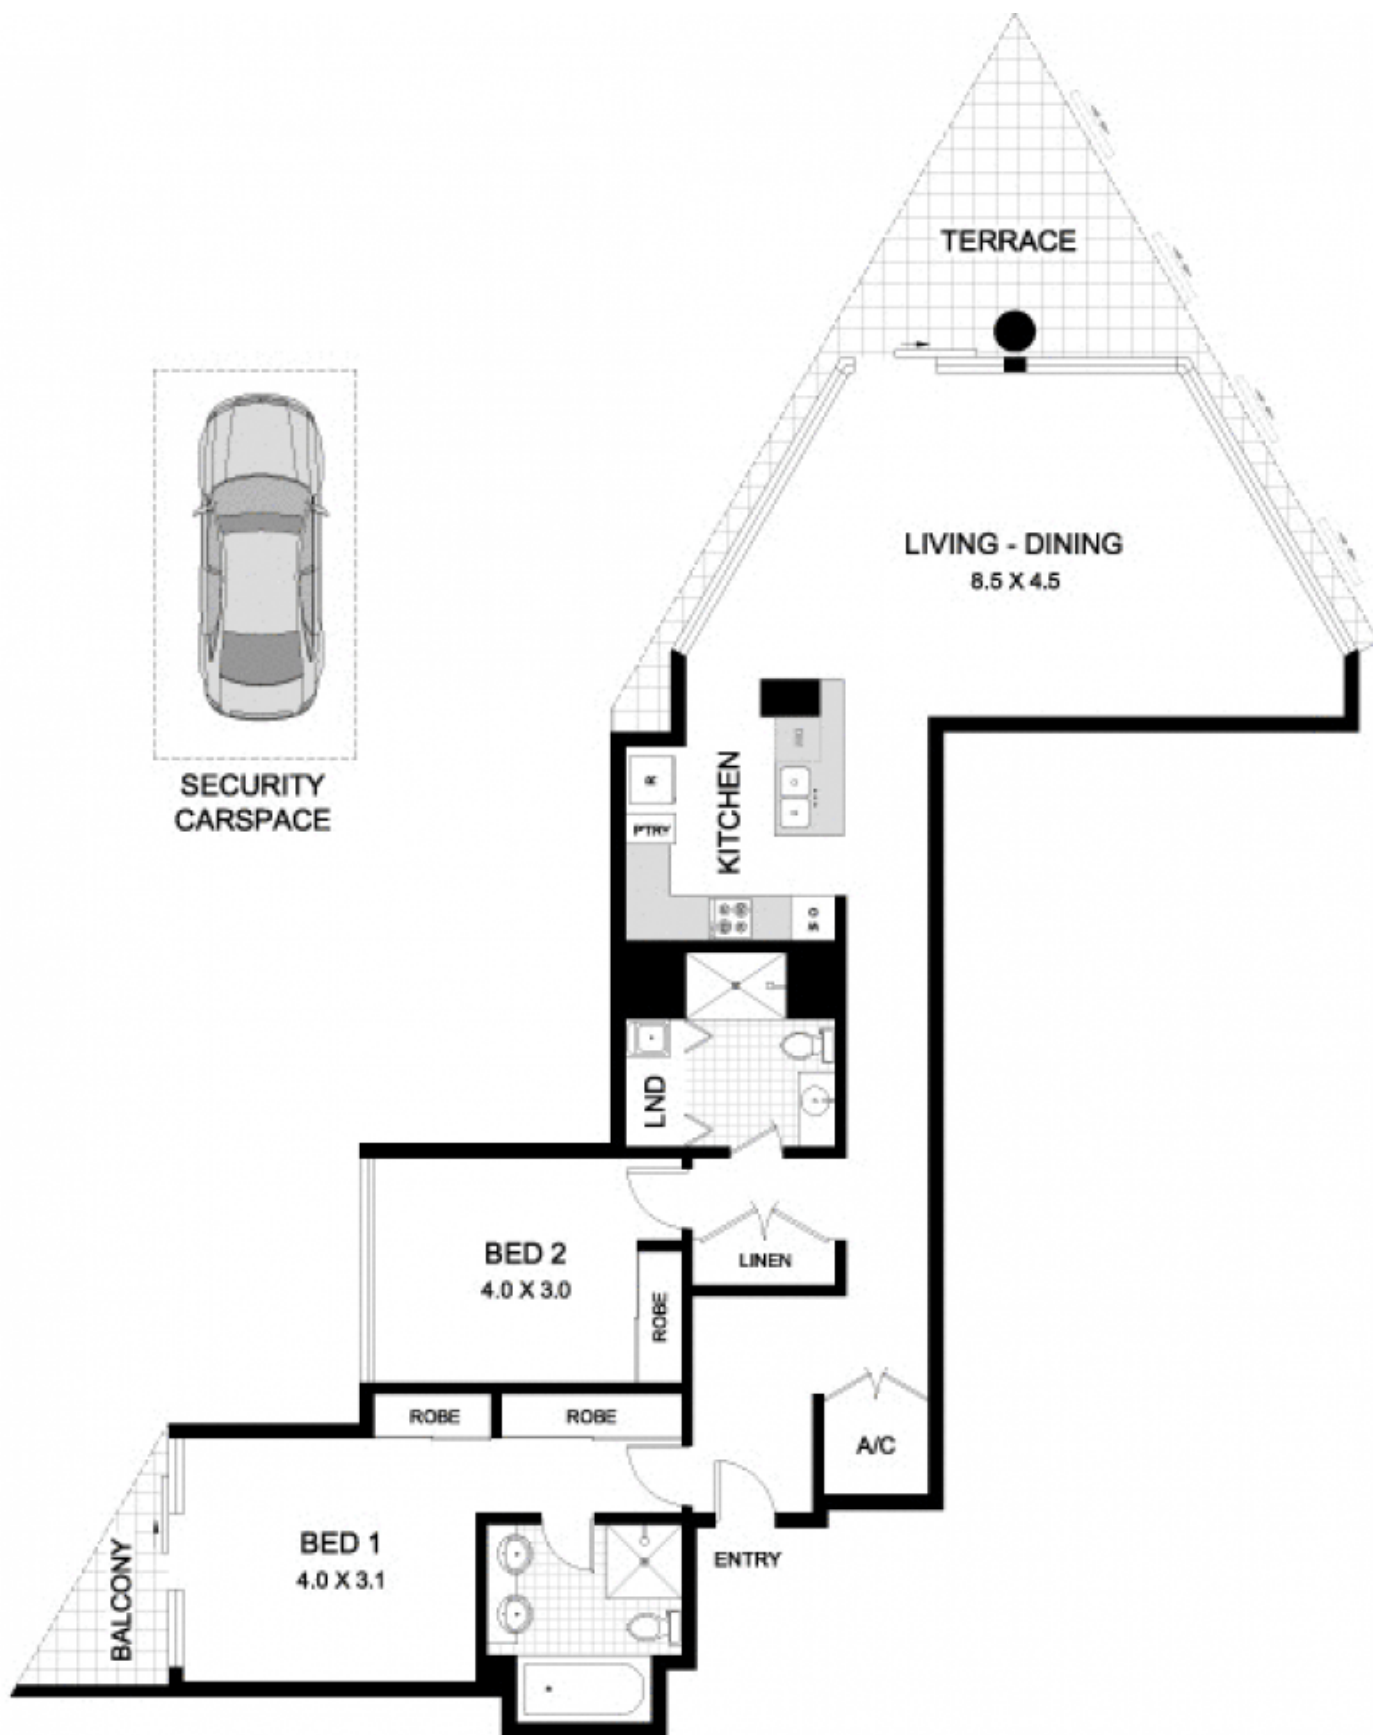 TERRACE
LIVING - DINING
8.5 X 4.5
SECURITY
CARSPACE
KITCHEN
R
PTRY
LND
BED 2
4.0 X 3.0
LINEN
ROBE
ROBE
ROBE
A/C
BED 1
4.0 X 3.1
ENTRY
BALCONY